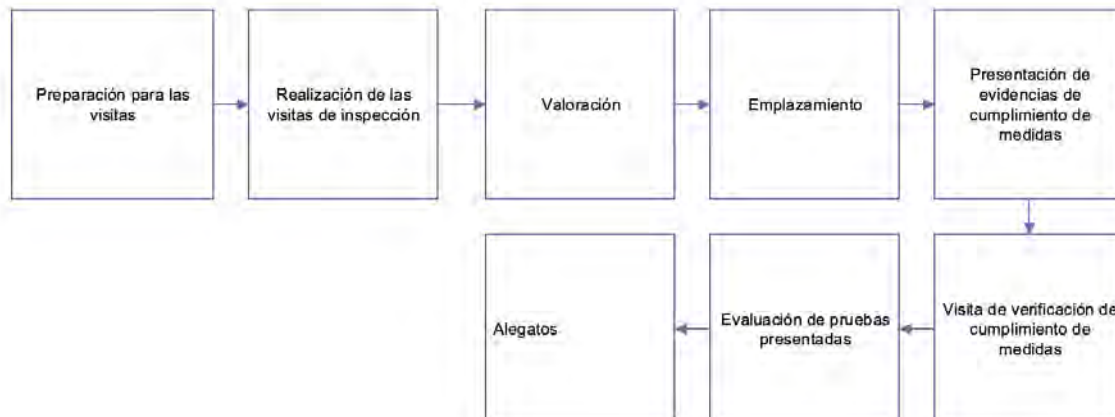 Preparación para las
visitas
Realización de las
visitas de inspección
Valoración
Emplazamiento
Presentación de
evidencias de
cumplimiento de
medidas
Alegatos
Evaluación de pruebas
presentadas
Visita de verificación de
cumplimiento de
medidas